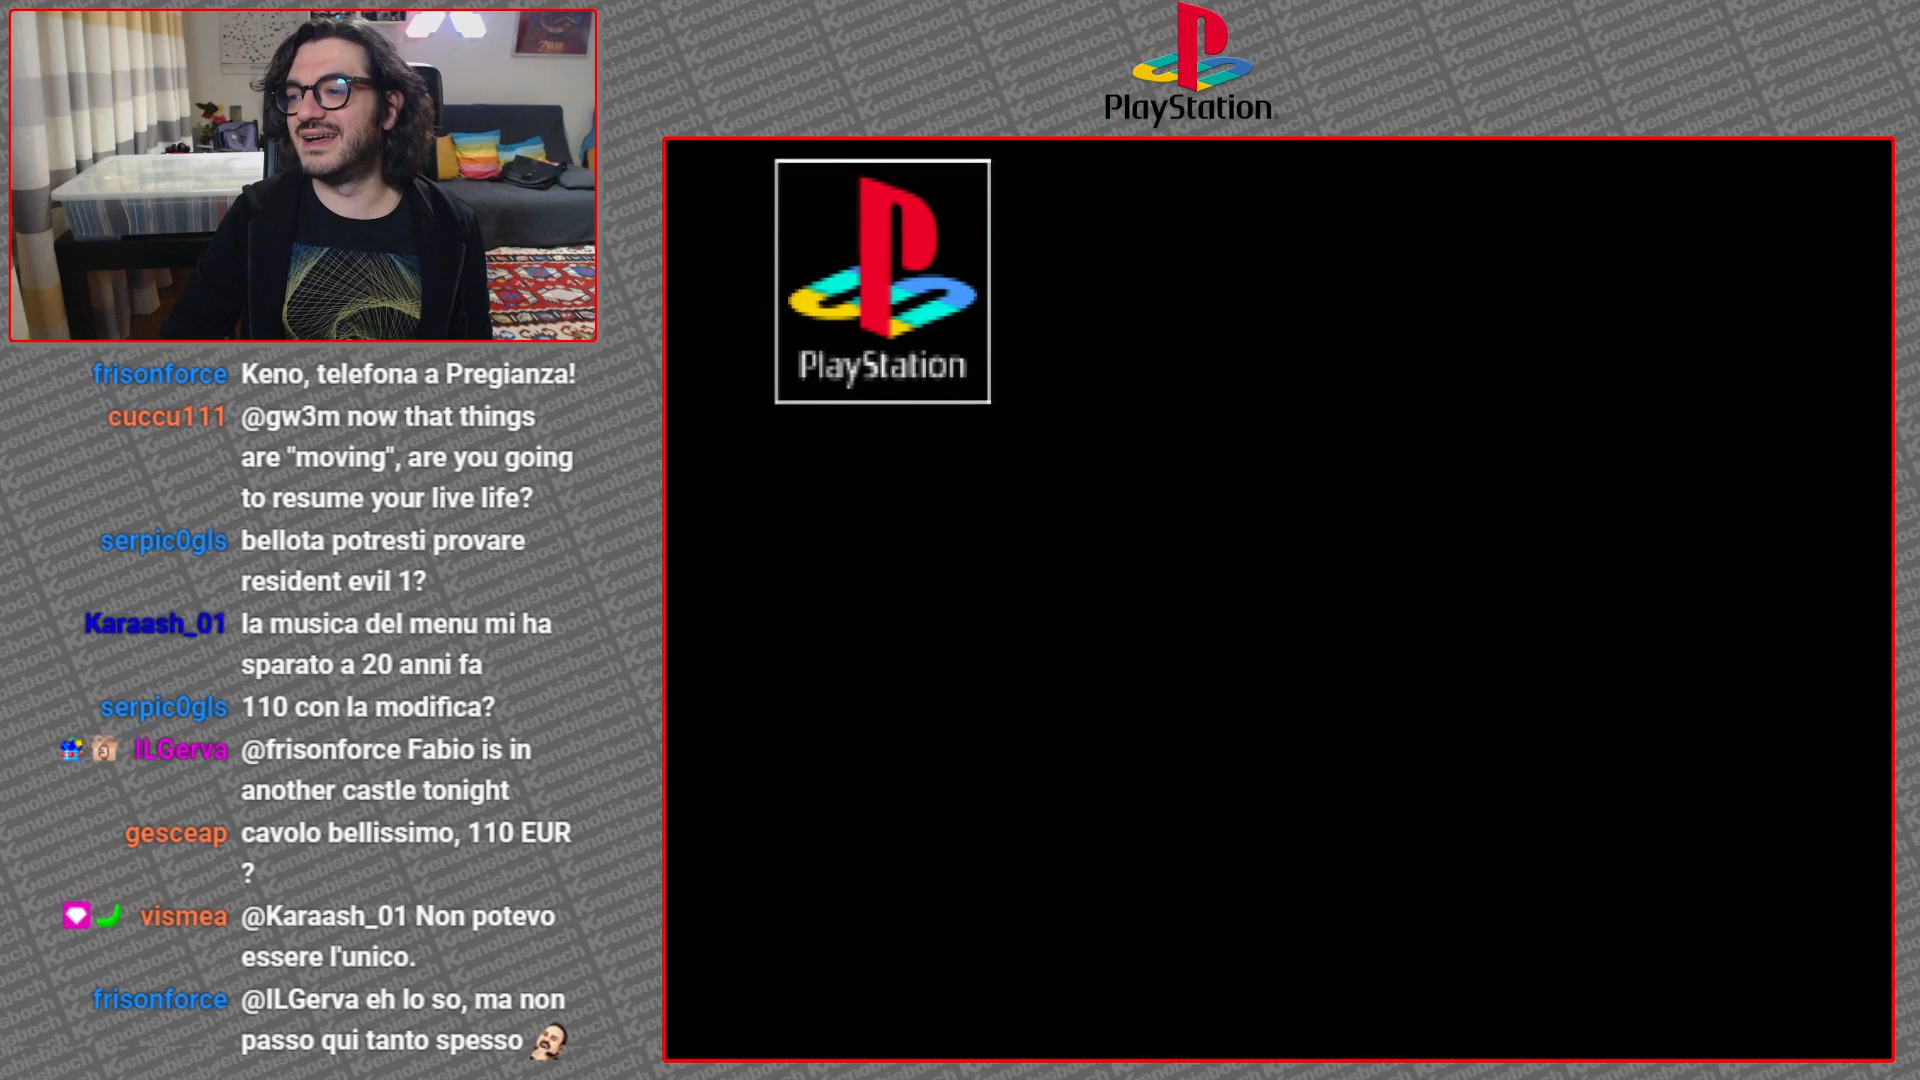 PlayStation
PlayStation
frisonforce Keno, telefona a Pregianza!
cuccu111 @gw3m now that things
are "moving", are you going
to resume your live life?
serpic0gls bellota potresti provare
resident evil 1?
Karaash_01 la musica del menu mi ha
sparato a 20 anni fa
serpic0gls 110 con la modifica?
3 ILGerva @frisonforce Fabio is in
another castle tonight
gesceap cavolo bellissimo, 110 EUR
?
vismea @Karaash_01 Non potevo
essere l'unico.
frisonforce @ILGerva eh lo so, ma non
passo qui tanto spesso
Kenobisboch